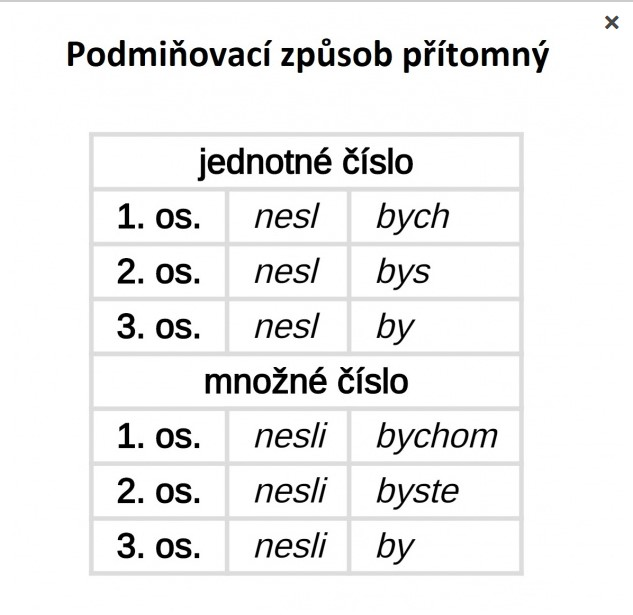 Podmiňovací způsob přítomný
jednotné číslo
1. os. nesl bych
2. os. nesl bys
3. os. nesl by
množné číslo
1. os. nesli bychom
2. os. nesli byste
3. os. nesli by